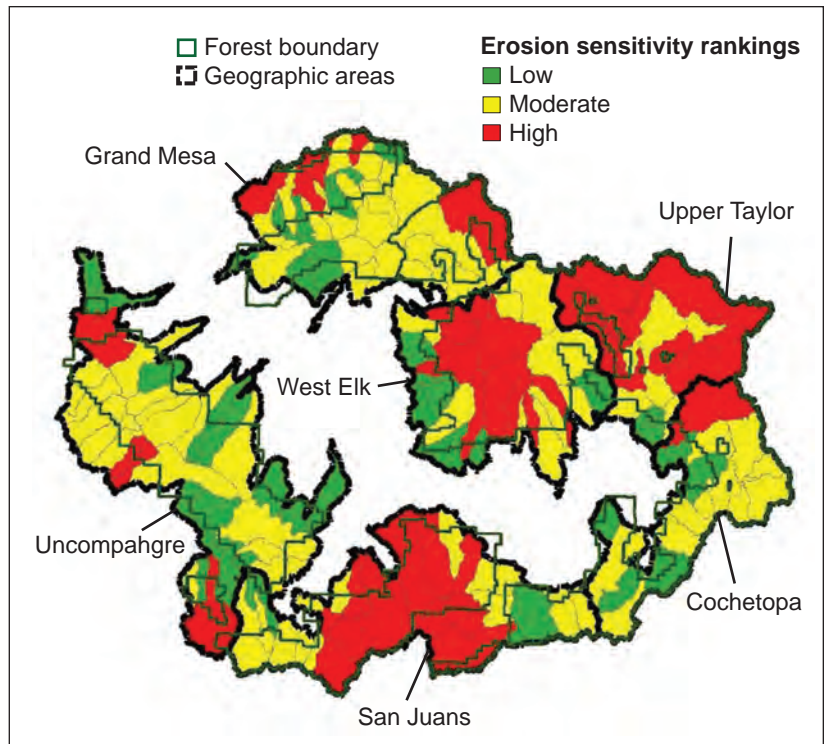 Forest boundary
Geographic areas
Erosion sensitivity rankings
Low
Moderate
High
Grand Mesa
Upper Taylor
West Elk
Uncompahgre
Cochetopa
San Juans